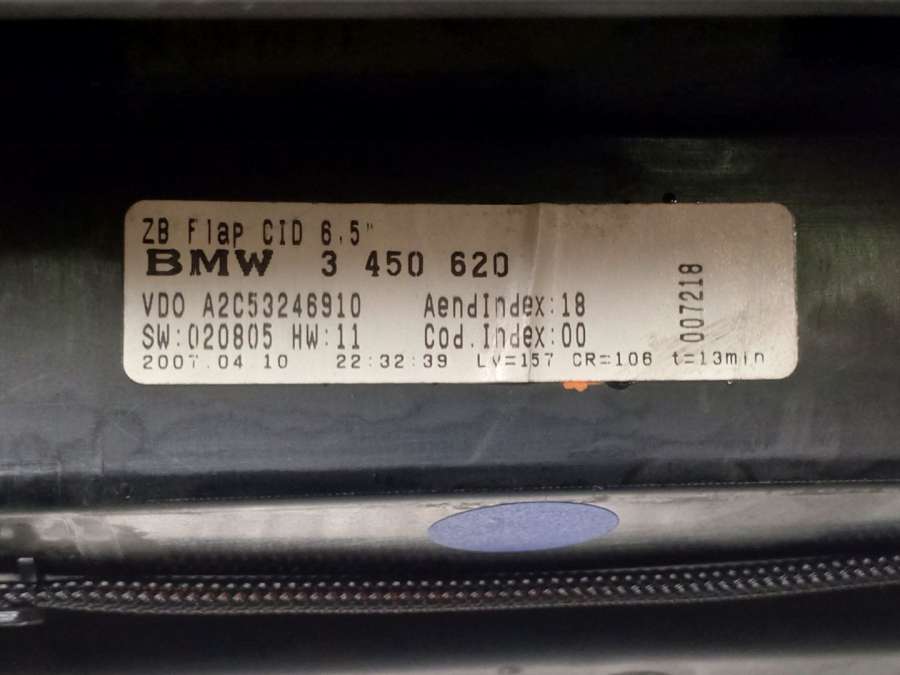 ZB Flap CID 6,5"
BMW 3 450 620
VDO A2C53246910 AendIndex:18
SW:020805 HW:11 Cod.Index:00
2007.04.10 22:32:39 Lv=157 CR=106 t=13min
007218